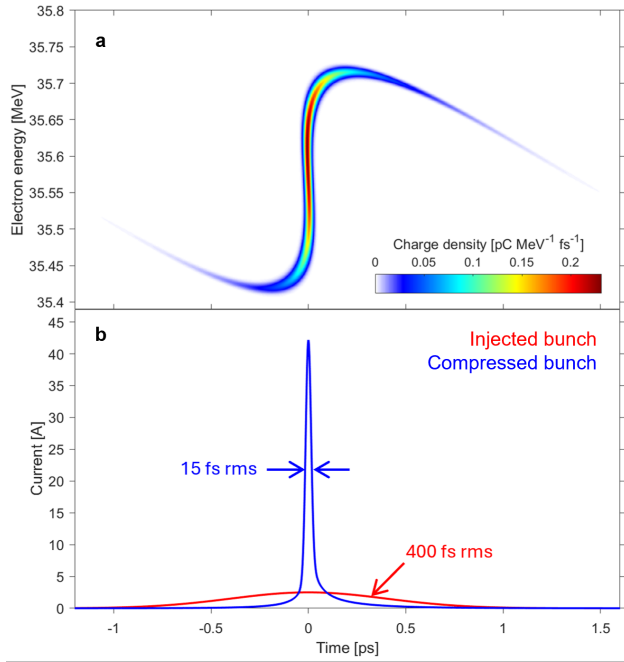 a
Electron energy [MeV]
35.8
35.75
35.7
35.65
35.6
35.55
35.5
35.45
35.4
Charge density [pC MeV⁻¹ fs⁻¹]
0 0.05 0.1 0.15 0.2
b
Injected bunch
Compressed bunch
Current [A]
45
40
35
30
25
20
15
10
5
0
15 fs rms
400 fs rms
-1 -0.5 0 0.5 1 1.5
Time [ps]